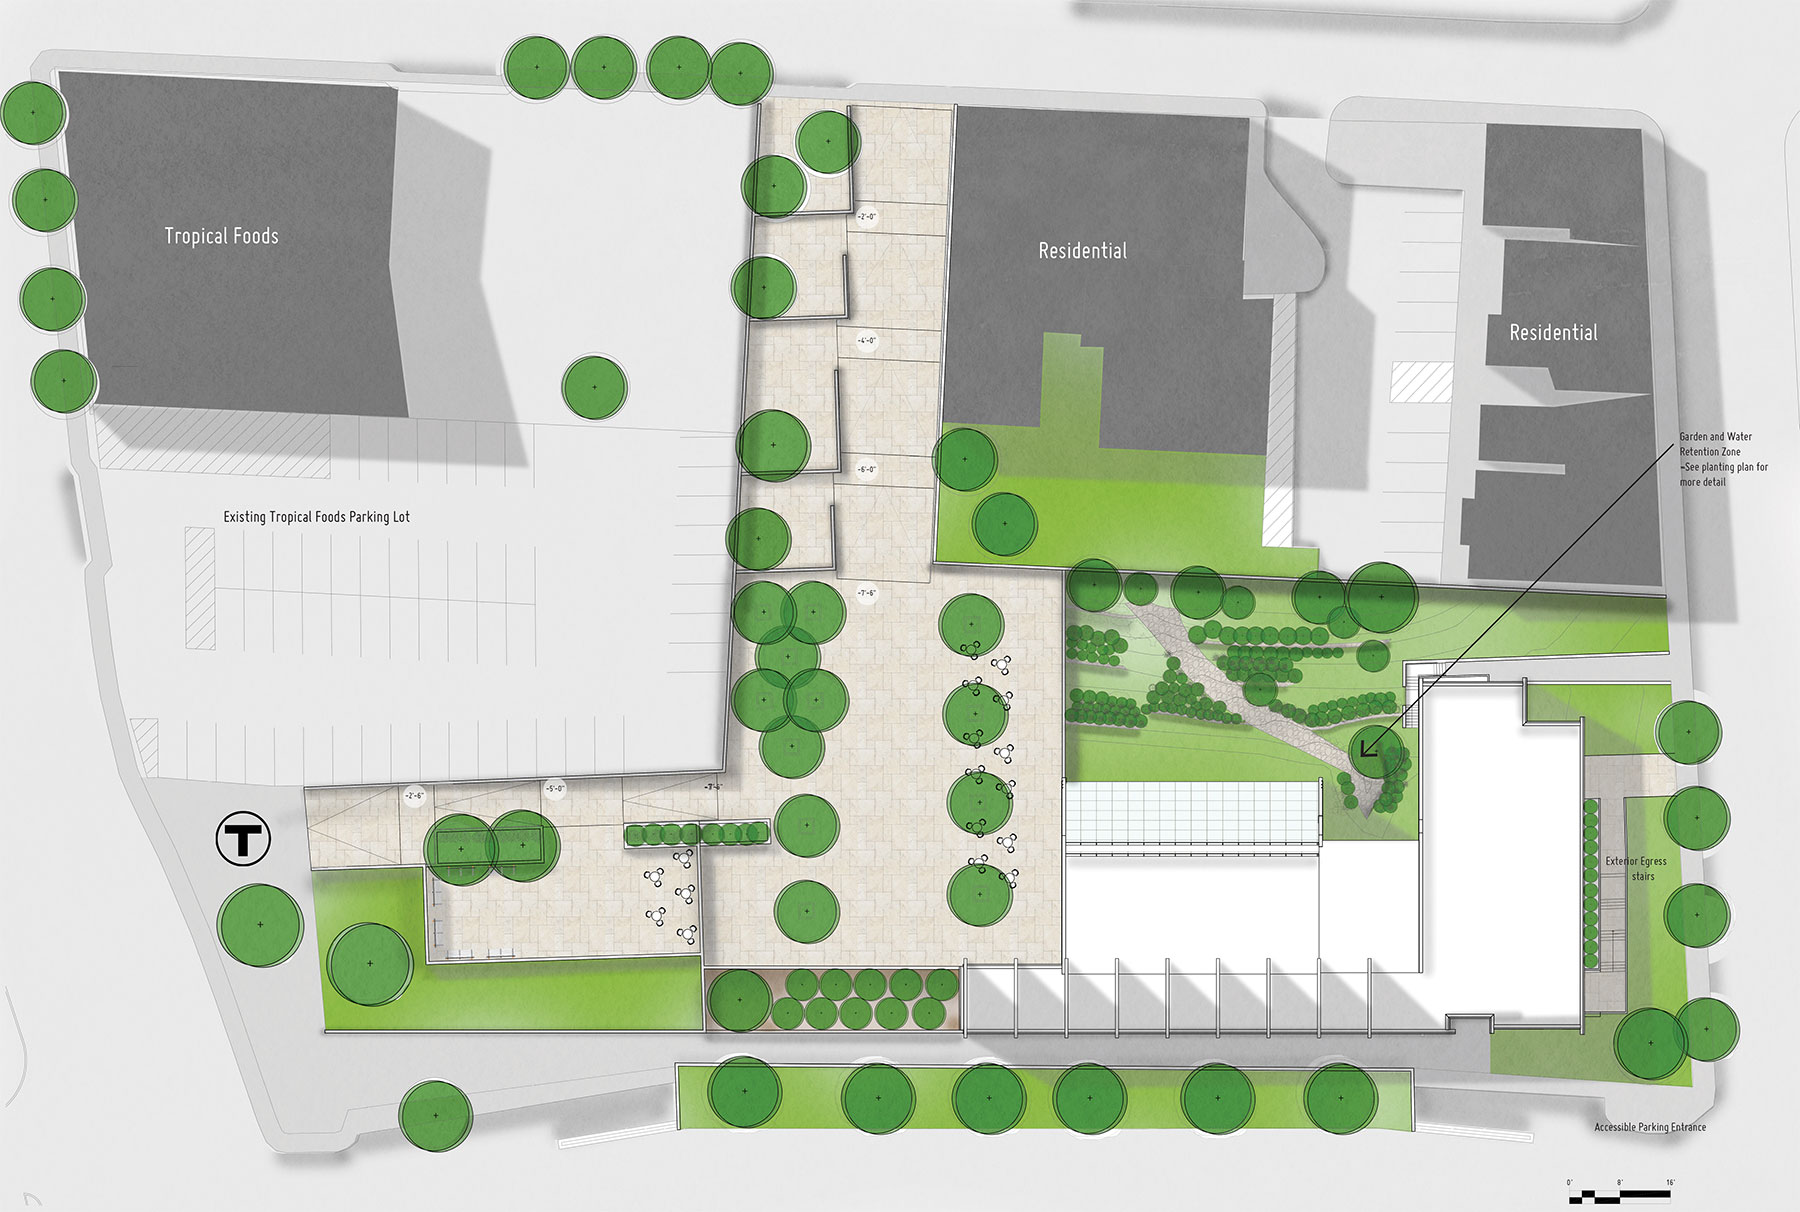 Tropical Foods
-2'-0"
Residential
Residential
-4'-0"
Garden and Water
Retention Zone
-See planting plan for
more detail
-6'-0"
Existing Tropical Foods Parking Lot
-7'-6"
-2'-6"
-5'-0"
-7'-6"
T
Exterior Egress
stairs
Accessible Parking Entrance
0'
8'
16'